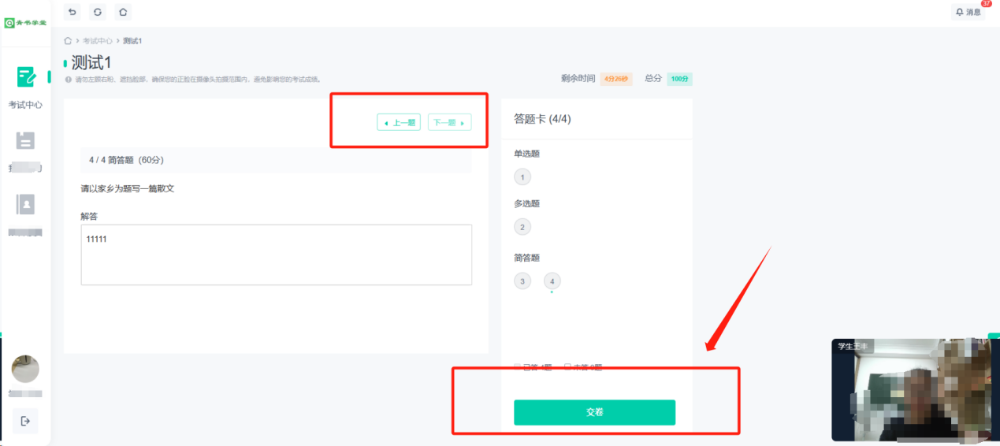 青书学堂
消息
37
考试中心 > 测试1
测试1
请勿左顾右盼、遮挡脸部、确保您的正脸在摄像头拍摄范围内，避免影响您的考试成绩。
剩余时间 4分26秒 总分 100分
考试中心
上一题 下一题
答题卡 (4/4)
4 / 4 简答题（60分）
请以家乡为题写一篇散文
解答
11111
单选题
1
多选题
2
简答题
3 4
已答 4题 未答 0题
交卷
学生王丰